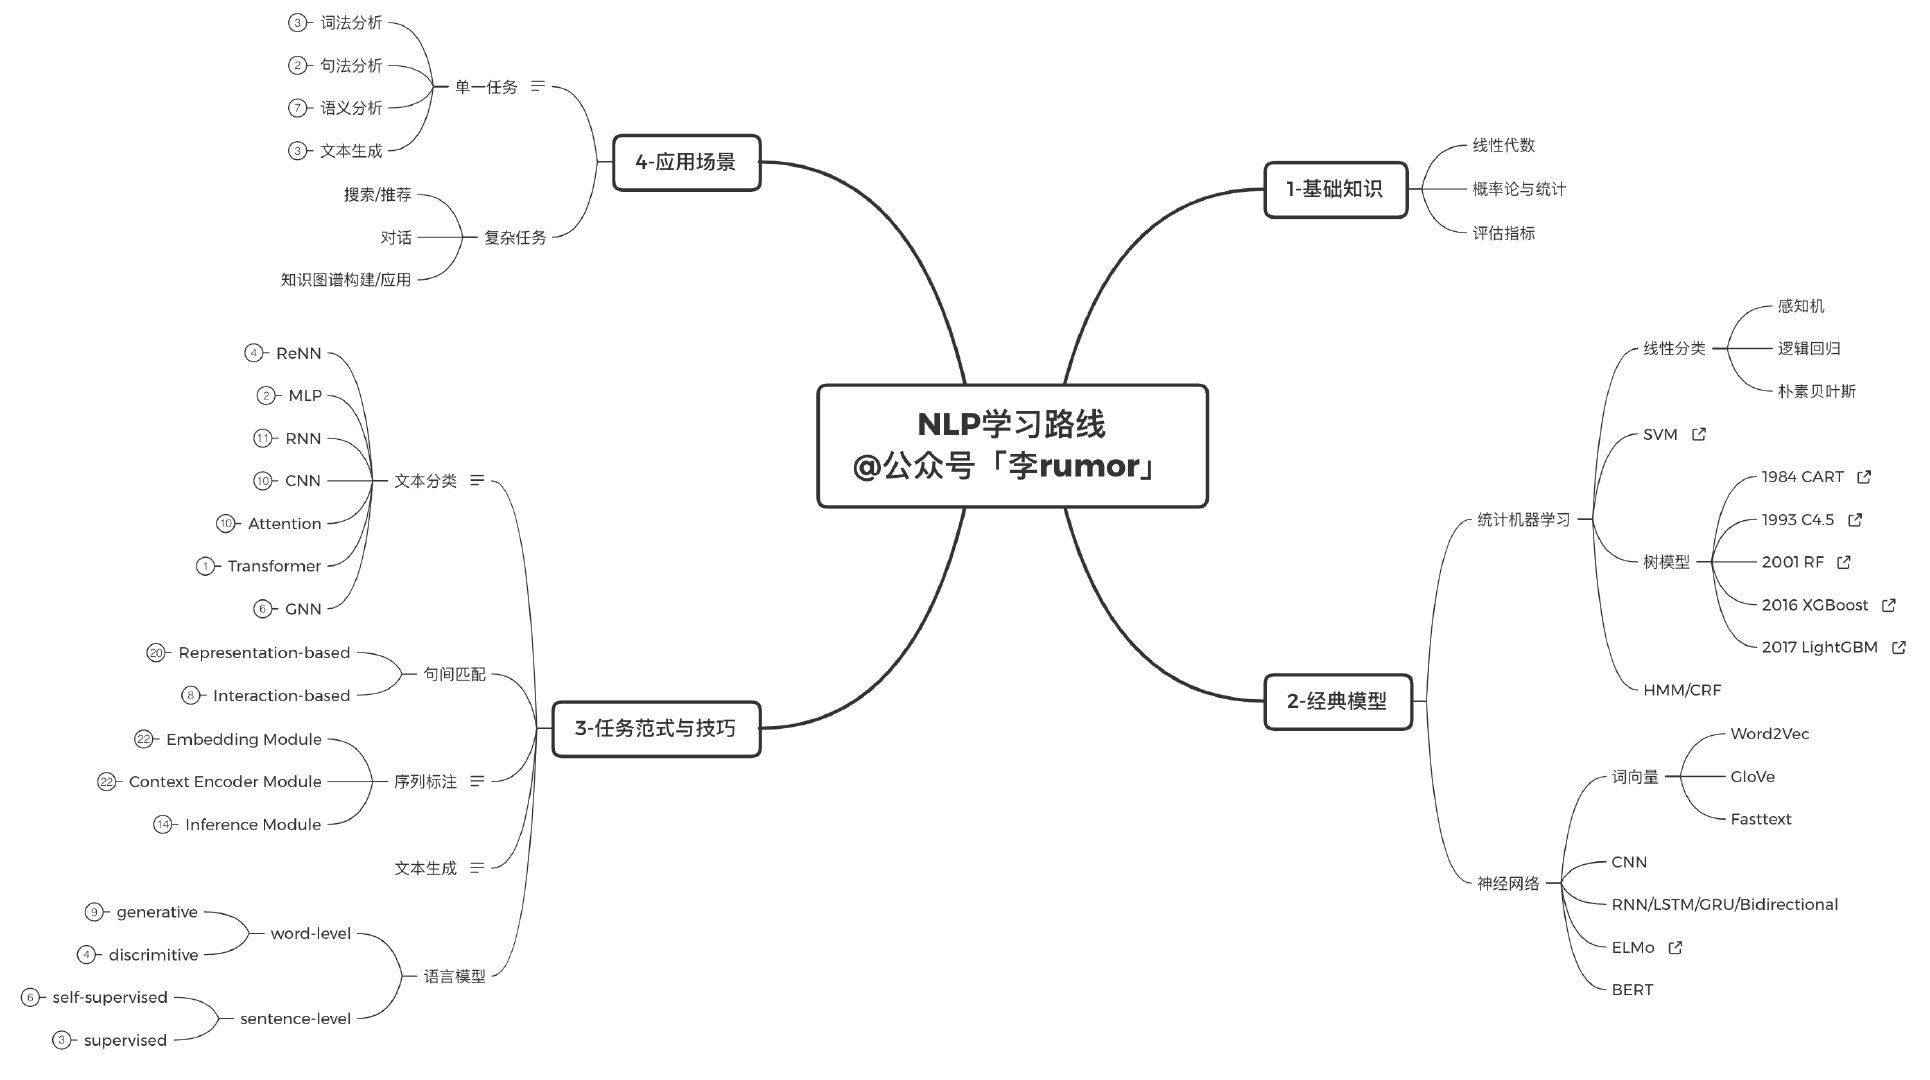 NLP学习路线
@公众号「李rumor」
1-基础知识
线性代数
概率论与统计
评估指标
2-经典模型
统计机器学习
线性分类
感知机
逻辑回归
朴素贝叶斯
SVM
树模型
1984 CART
1993 C4.5
2001 RF
2016 XGBoost
2017 LightGBM
HMM/CRF
神经网络
词向量
Word2Vec
GloVe
Fasttext
CNN
RNN/LSTM/GRU/Bidirectional
ELMo
BERT
3-任务范式与技巧
文本分类
4 ReNN
2 MLP
11 RNN
10 CNN
10 Attention
1 Transformer
6 GNN
句间匹配
20 Representation-based
8 Interaction-based
序列标注
22 Embedding Module
22 Context Encoder Module
14 Inference Module
文本生成
语言模型
word-level
9 generative
4 discrimitive
sentence-level
6 self-supervised
3 supervised
4-应用场景
单一任务
3 词法分析
2 句法分析
7 语义分析
3 文本生成
复杂任务
搜索/推荐
对话
知识图谱构建/应用